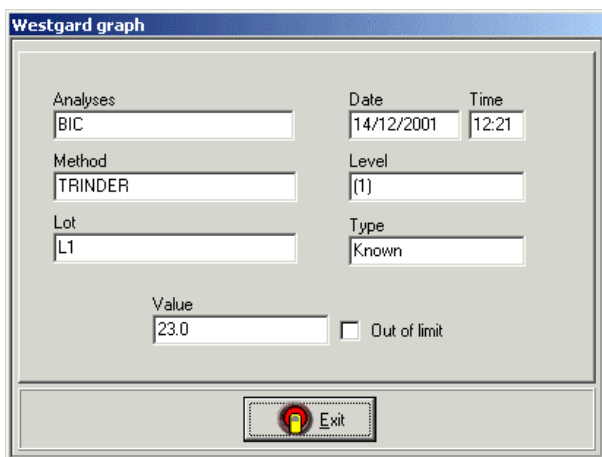 Westgard graph
Analyses Date Time
BIC 14/12/2001 12:21
Method Level
TRINDER (1)
Lot Type
L1 Known
Value
23.0 Out of limit
Exit